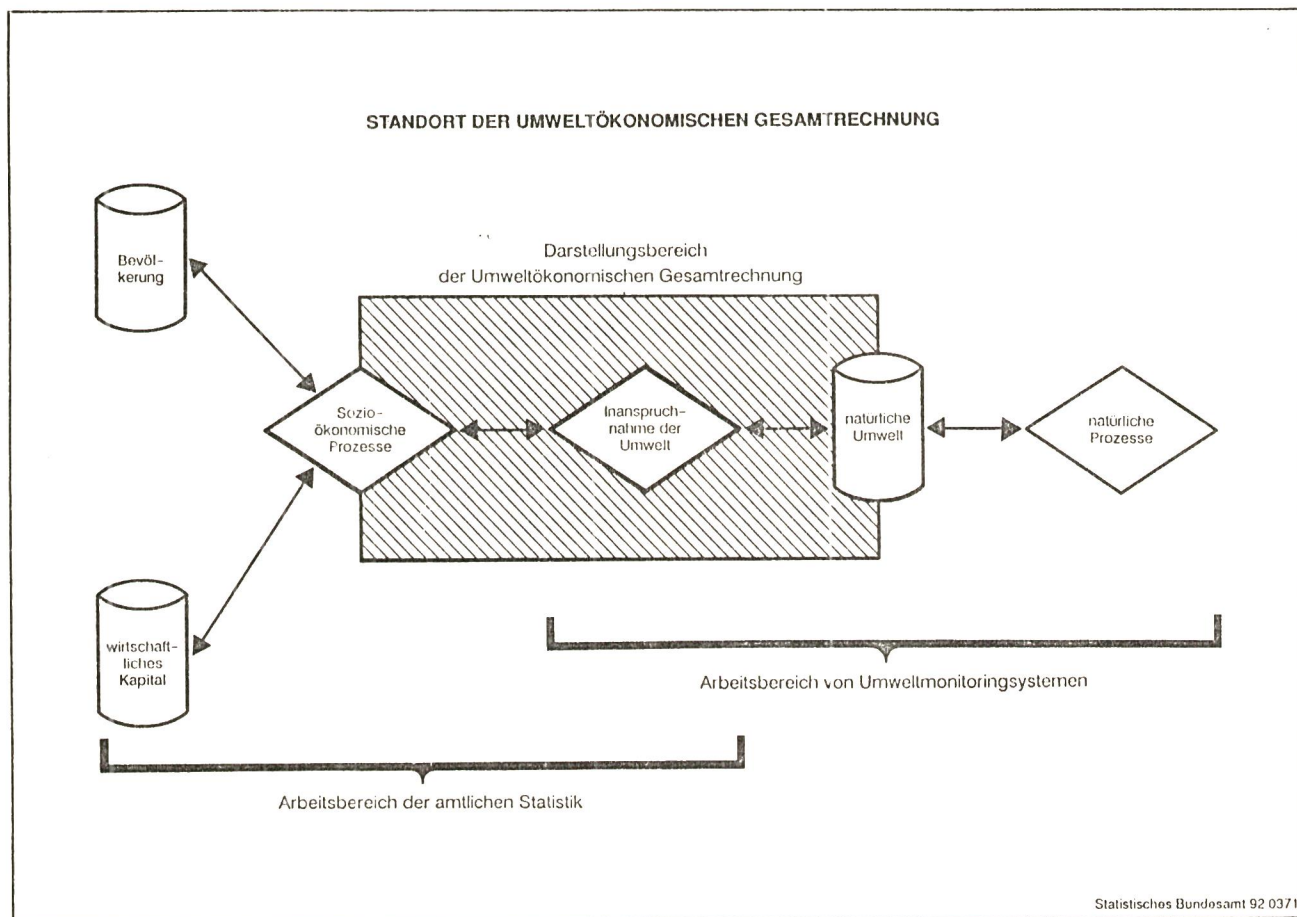 STANDORT DER UMWELTÖKONOMISCHEN GESAMTRECHNUNG
Bevöl-
kerung
Darstellungsbereich
der Umweltökonomischen Gesamtrechnung
Sozio-
ökonomische
Prozesse
Inanspruch-
nahme der
Umwelt
natürliche
Umwelt
natürliche
Prozesse
wirtschaft-
liches
Kapital
Arbeitsbereich von Umweltmonitoringsystemen
Arbeitsbereich der amtlichen Statistik
Statistisches Bundesamt 92 0371